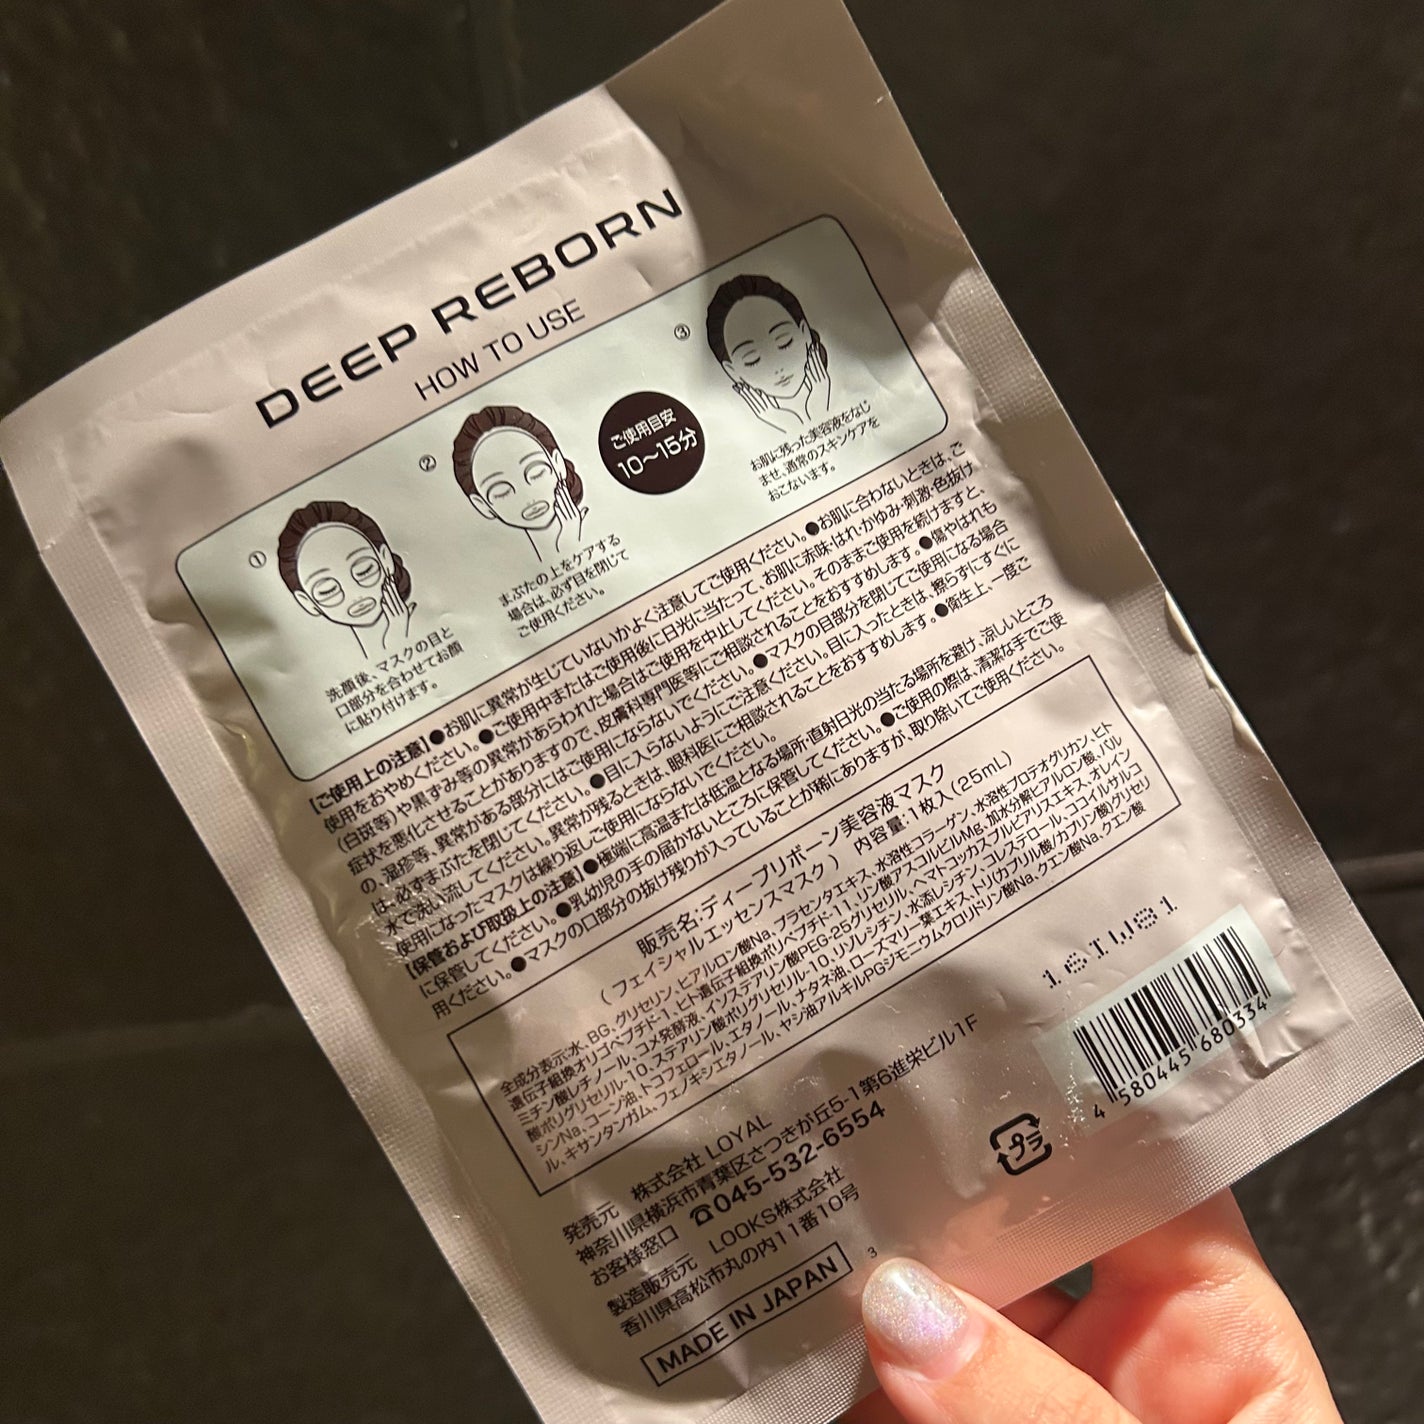 DEEP REBORN
HOW TO USE
①
洗顔後、マスクの目と
口部分を合わせてお顔
に貼り付けます。
②
まぶたの上をケアする
場合は、必ず目を閉じて
ご使用ください。
ご使用目安
10〜15分
③
お肌に残った美容液をなじ
ませ、通常のスキンケアを
おこないます。
【ご使用上の注意】●お肌に異常が生じていないかよく注意してご使用ください。●お肌に合わないときは、ご
使用をおやめください。●ご使用中またはご使用後に日光に当たって、お肌に赤味・はれ・かゆみ・刺激・色抜け
（白斑等）や黒ずみ等の異常があらわれた場合はご使用を中止してください。そのままご使用を続けますと、
症状を悪化させることがありますので、皮膚科専門医等にご相談されることをおすすめします。●傷やはれも
の、湿疹等、異常がある部分にはご使用にならないでください。●マスクの目部分を閉じてご使用になる場合
は、必ずまぶたを閉じてください。●目に入らないようにご注意ください。目に入ったときは、擦らずにすぐに
水で洗い流してください。異常が残るときは、眼科医にご相談されることをおすすめします。●衛生上、一度ご
使用になったマスクは繰り返しご使用にならないでください。
【保管および取扱上の注意】●極端に高温または低温となる場所・直射日光の当たる場所を避け、涼しいところ
に保管してください。●乳幼児の手の届かないところに保管してください。●ご使用の際は、清潔な手でご使
用ください。●マスクの口部分の抜け残りが入っていることが稀にありますが、取り除いてご使用ください。
販売名：ディープリボーン美容液マスク
（フェイシャルエッセンスマスク） 内容量：1枚入（25mL）
全成分表示：水、BG、グリセリン、ヒアルロン酸Na、プラセンタエキス、水溶性コラーゲン、水溶性プロテオグリカン、ヒト
遺伝子組換オリゴペプチド-1、ヒト遺伝子組換ポリペプチド-11、リン酸アスコルビルMg、加水分解ヒアルロン酸、パル
ミチン酸レチノール、コメ発酵液、イソステアリン酸PEG-25グリセリル、ヘマトコッカスプルビアリスエキス、オレイン
酸ポリグリセリル-10、ステアリン酸ポリグリセリル-10、リゾレシチン、水添レシチン、コレステロール、ココイルサルコ
シンNa、コーン油、トコフェロール、エタノール、ナタネ油、ローズマリー葉エキス、トリ(カプリル酸/カプリン酸)グリセリ
ル、キサンタンガム、フェノキシエタノール、ヤシ油アルキルPGジモニウムクロリドリン酸Na、クエン酸Na、クエン酸
発売元 株式会社 LOYAL
神奈川県横浜市青葉区さつきが丘5-1第6進栄ビル1F
お客様窓口 ☎045-532-6554
製造販売元 LOOKS株式会社
香川県高松市丸の内11番10号
MADE IN JAPAN
3
プラ
4 580445 680334